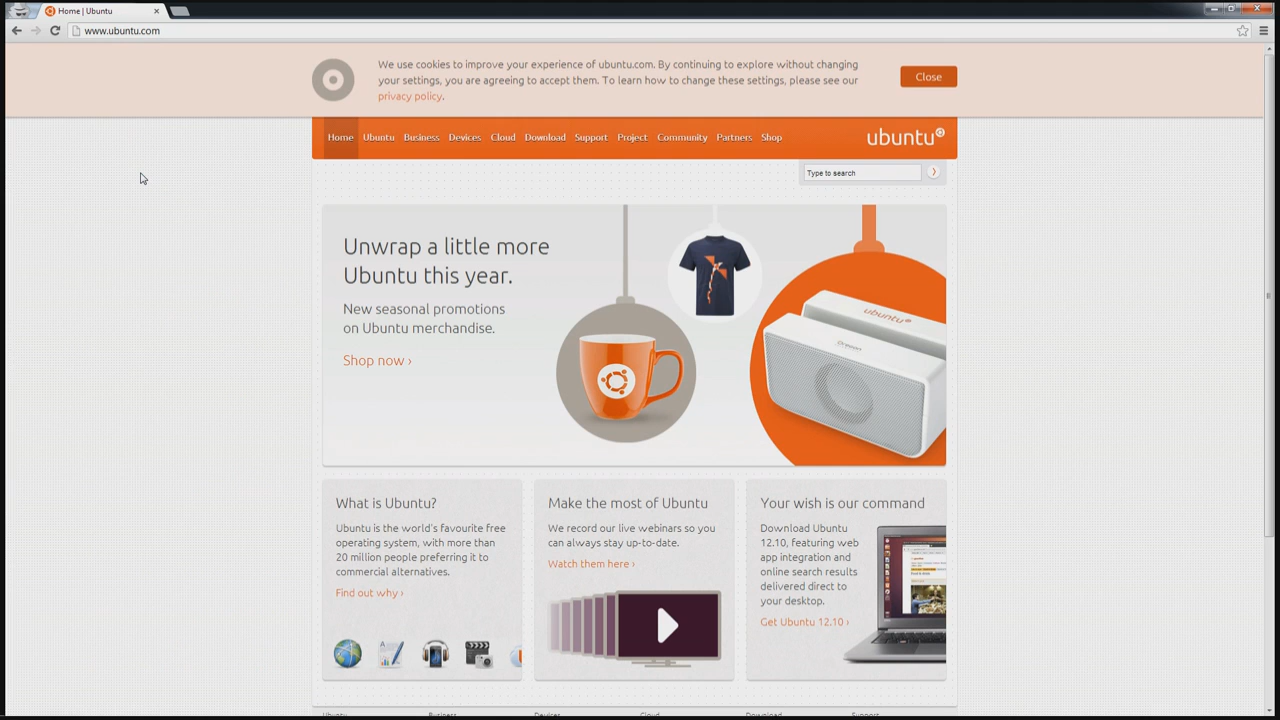 Home | Ubuntu
www.ubuntu.com
We use cookies to improve your experience of ubuntu.com. By continuing to explore without changing
your settings, you are agreeing to accept them. To learn how to change these settings, please see our
privacy policy.
Close
Home Ubuntu Business Devices Cloud Download Support Project Community Partners Shop
ubuntu
Type to search
Unwrap a little more
Ubuntu this year.
New seasonal promotions
on Ubuntu merchandise.
Shop now ›
ubuntu
What is Ubuntu?
Ubuntu is the world's favourite free
operating system, with more than
20 million people preferring it to
commercial alternatives.
Find out why ›
Make the most of Ubuntu
We record our live webinars so you
can always stay up-to-date.
Watch them here ›
Your wish is our command
Download Ubuntu
12.10, featuring web
app integration and
online search results
delivered direct to
your desktop.
Get Ubuntu 12.10 ›
Ubuntu Business Devices Cloud Download Support